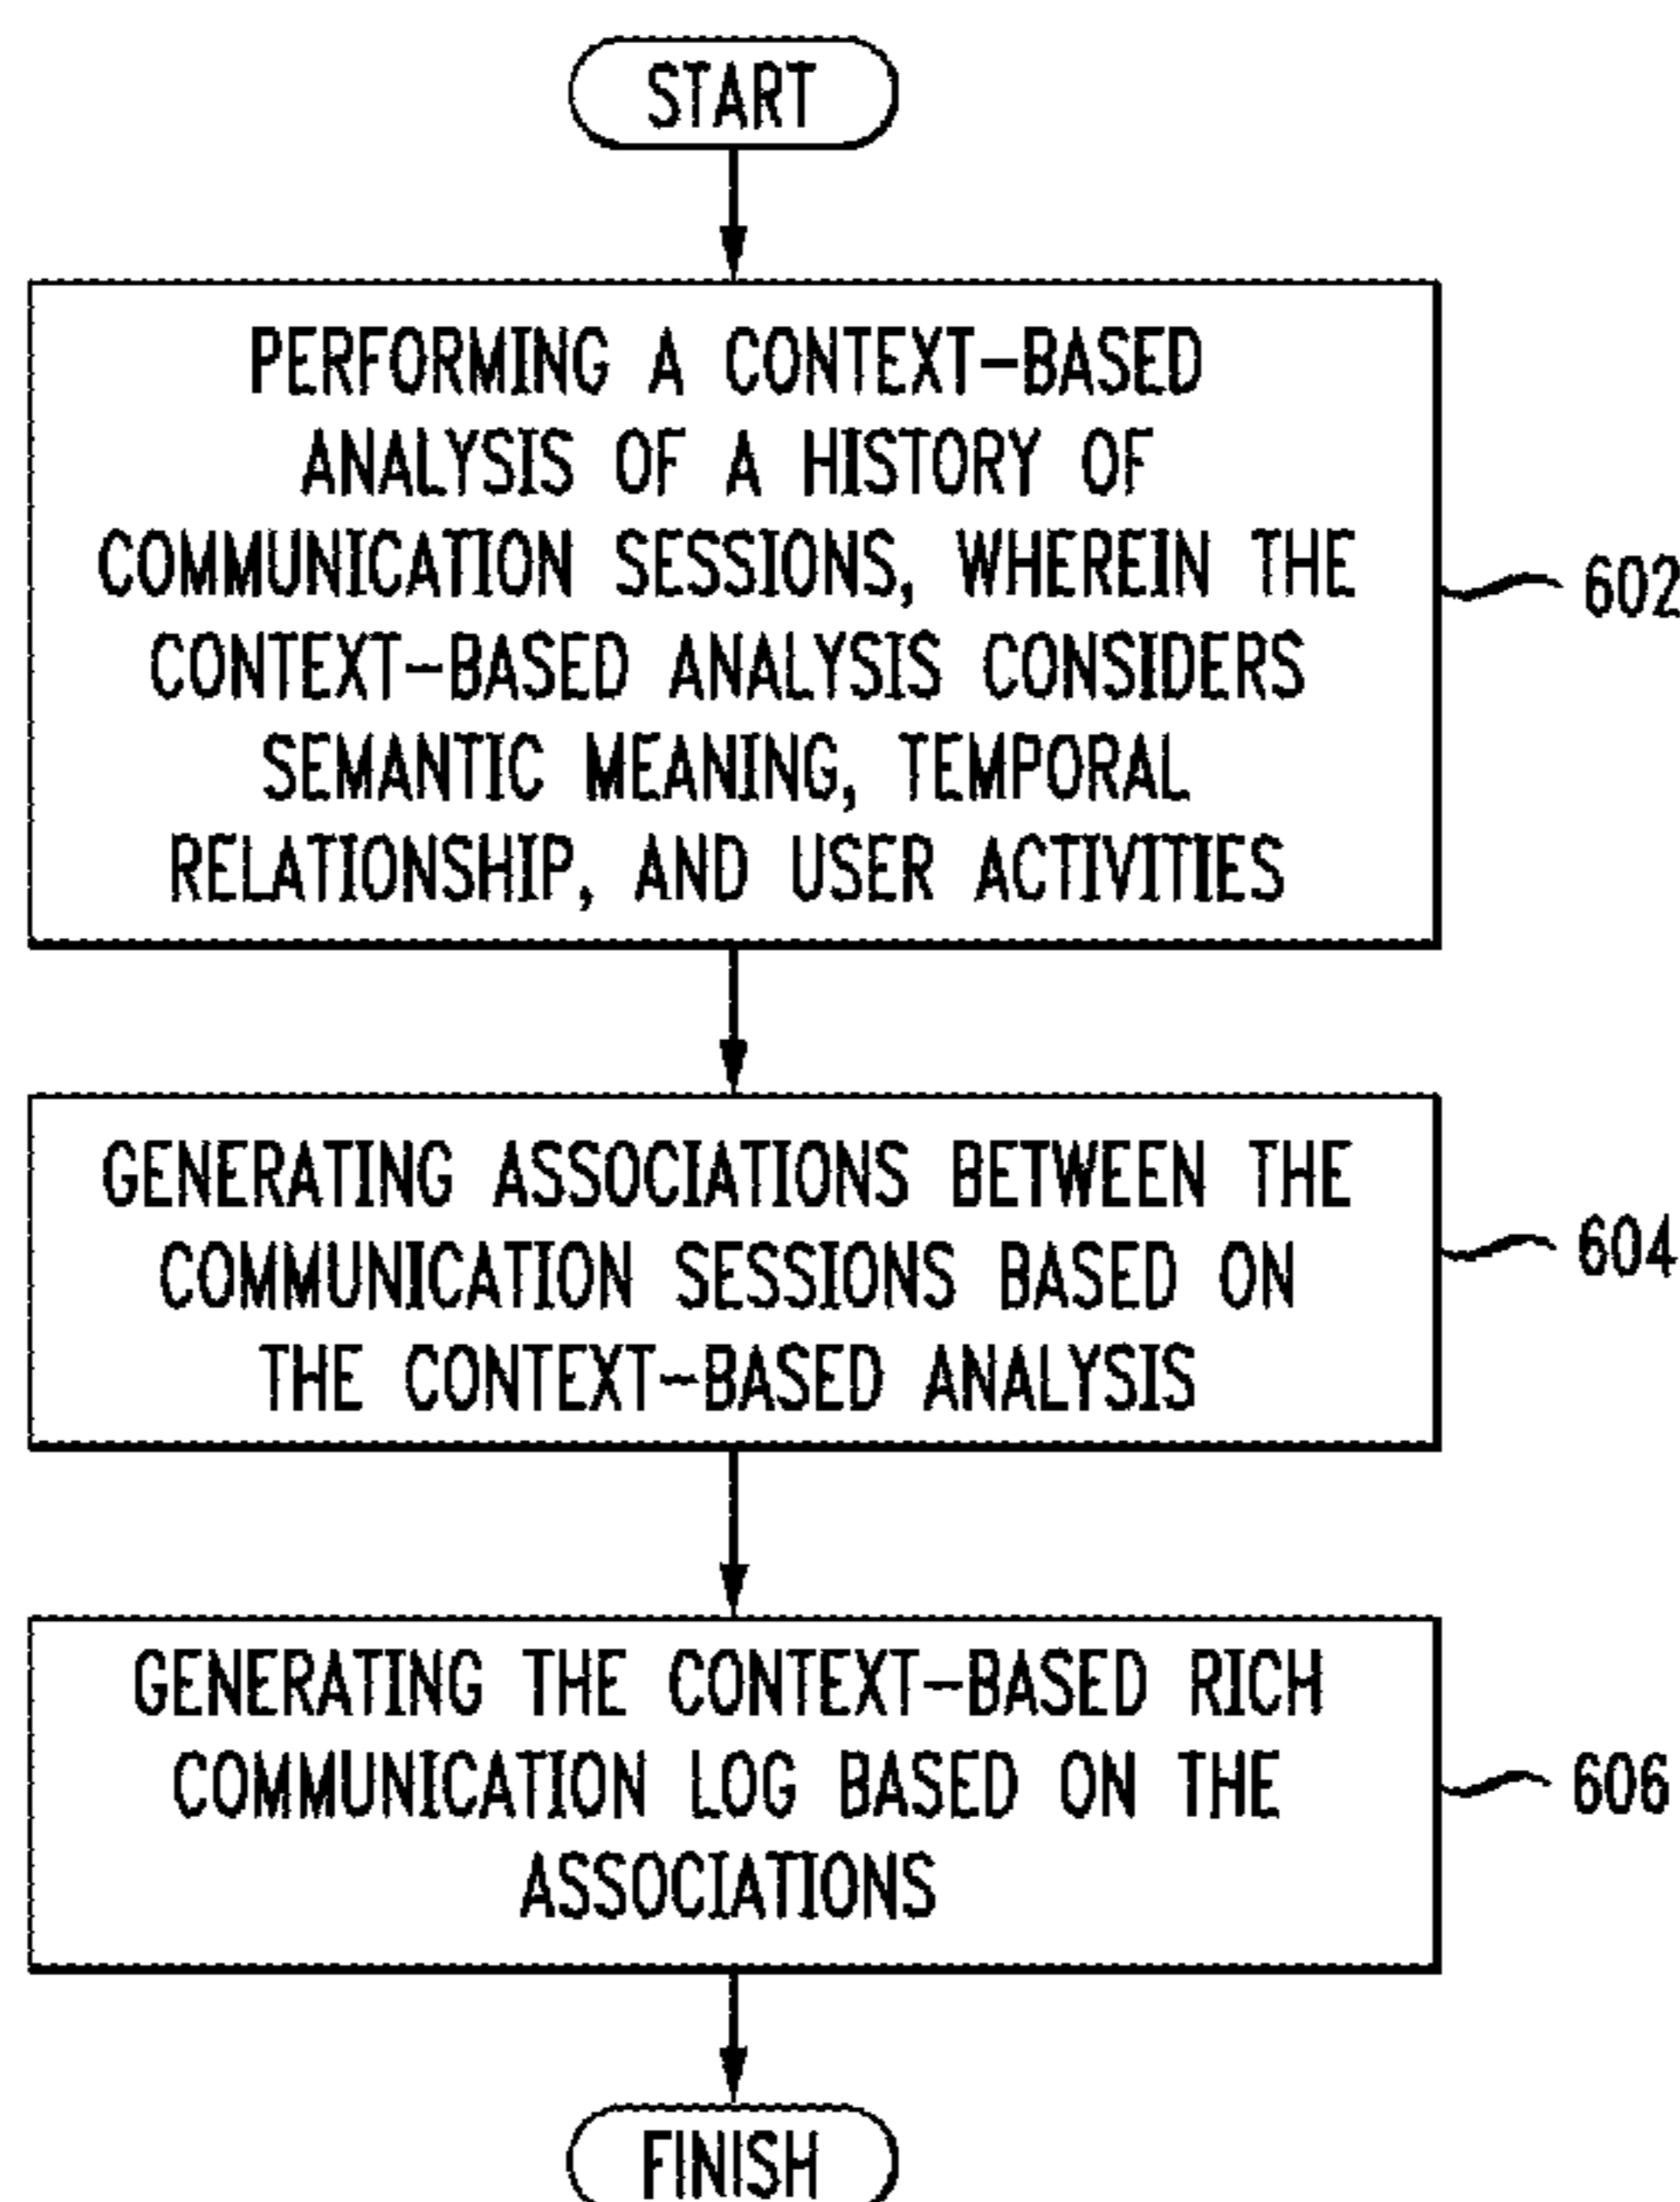 START
PERFORMING A CONTEXT-BASED
ANALYSIS OF A HISTORY OF
COMMUNICATION SESSIONS, WHEREIN THE
CONTEXT-BASED ANALYSIS CONSIDERS
SEMANTIC MEANING, TEMPORAL
RELATIONSHIP, AND USER ACTIVITIES
602
GENERATING ASSOCIATIONS BETWEEN THE
COMMUNICATION SESSIONS BASED ON
THE CONTEXT-BASED ANALYSIS
604
GENERATING THE CONTEXT-BASED RICH
COMMUNICATION LOG BASED ON THE
ASSOCIATIONS
606
FINISH